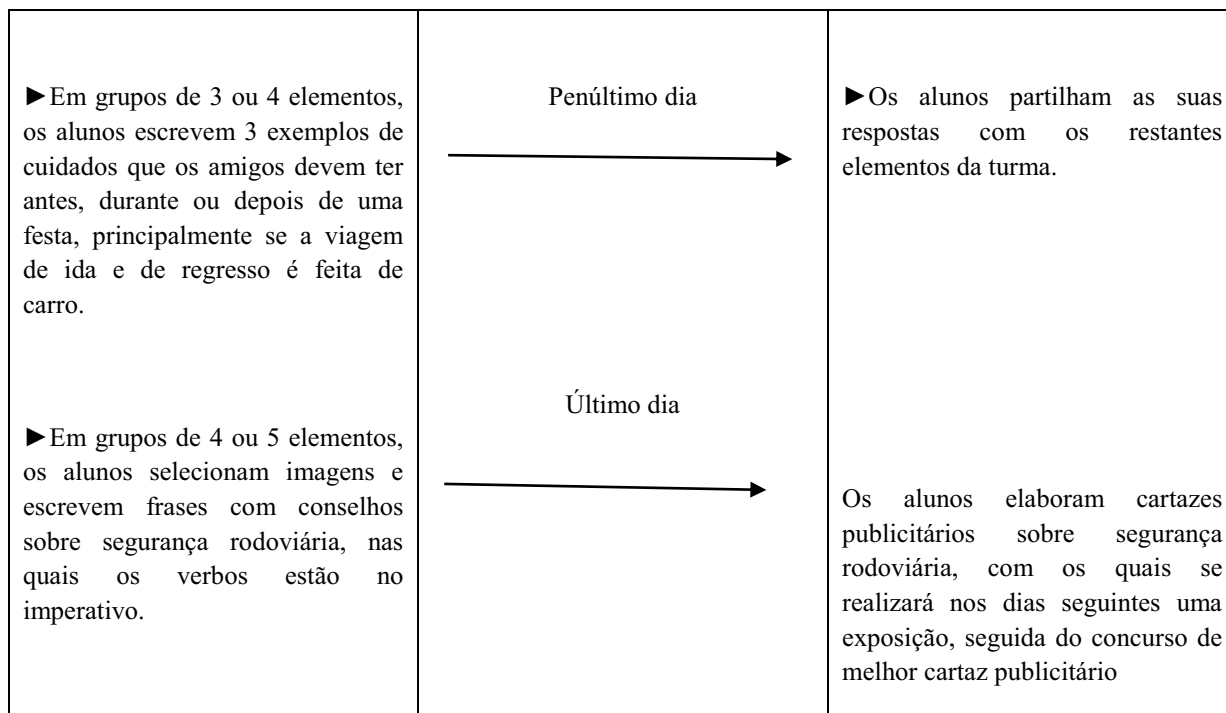 ►Em grupos de 3 ou 4 elementos,
os alunos escrevem 3 exemplos de
cuidados que os amigos devem ter
antes, durante ou depois de uma
festa, principalmente se a viagem
de ida e de regresso é feita de
carro.
►Em grupos de 4 ou 5 elementos,
os alunos selecionam imagens e
escrevem frases com conselhos
sobre segurança rodoviária, nas
quais os verbos estão no
imperativo.
Penúltimo dia
Último dia
►Os alunos partilham as suas
respostas com os restantes
elementos da turma.
Os alunos elaboram cartazes
publicitários sobre segurança
rodoviária, com os quais se
realizará nos dias seguintes uma
exposição, seguida do concurso de
melhor cartaz publicitário